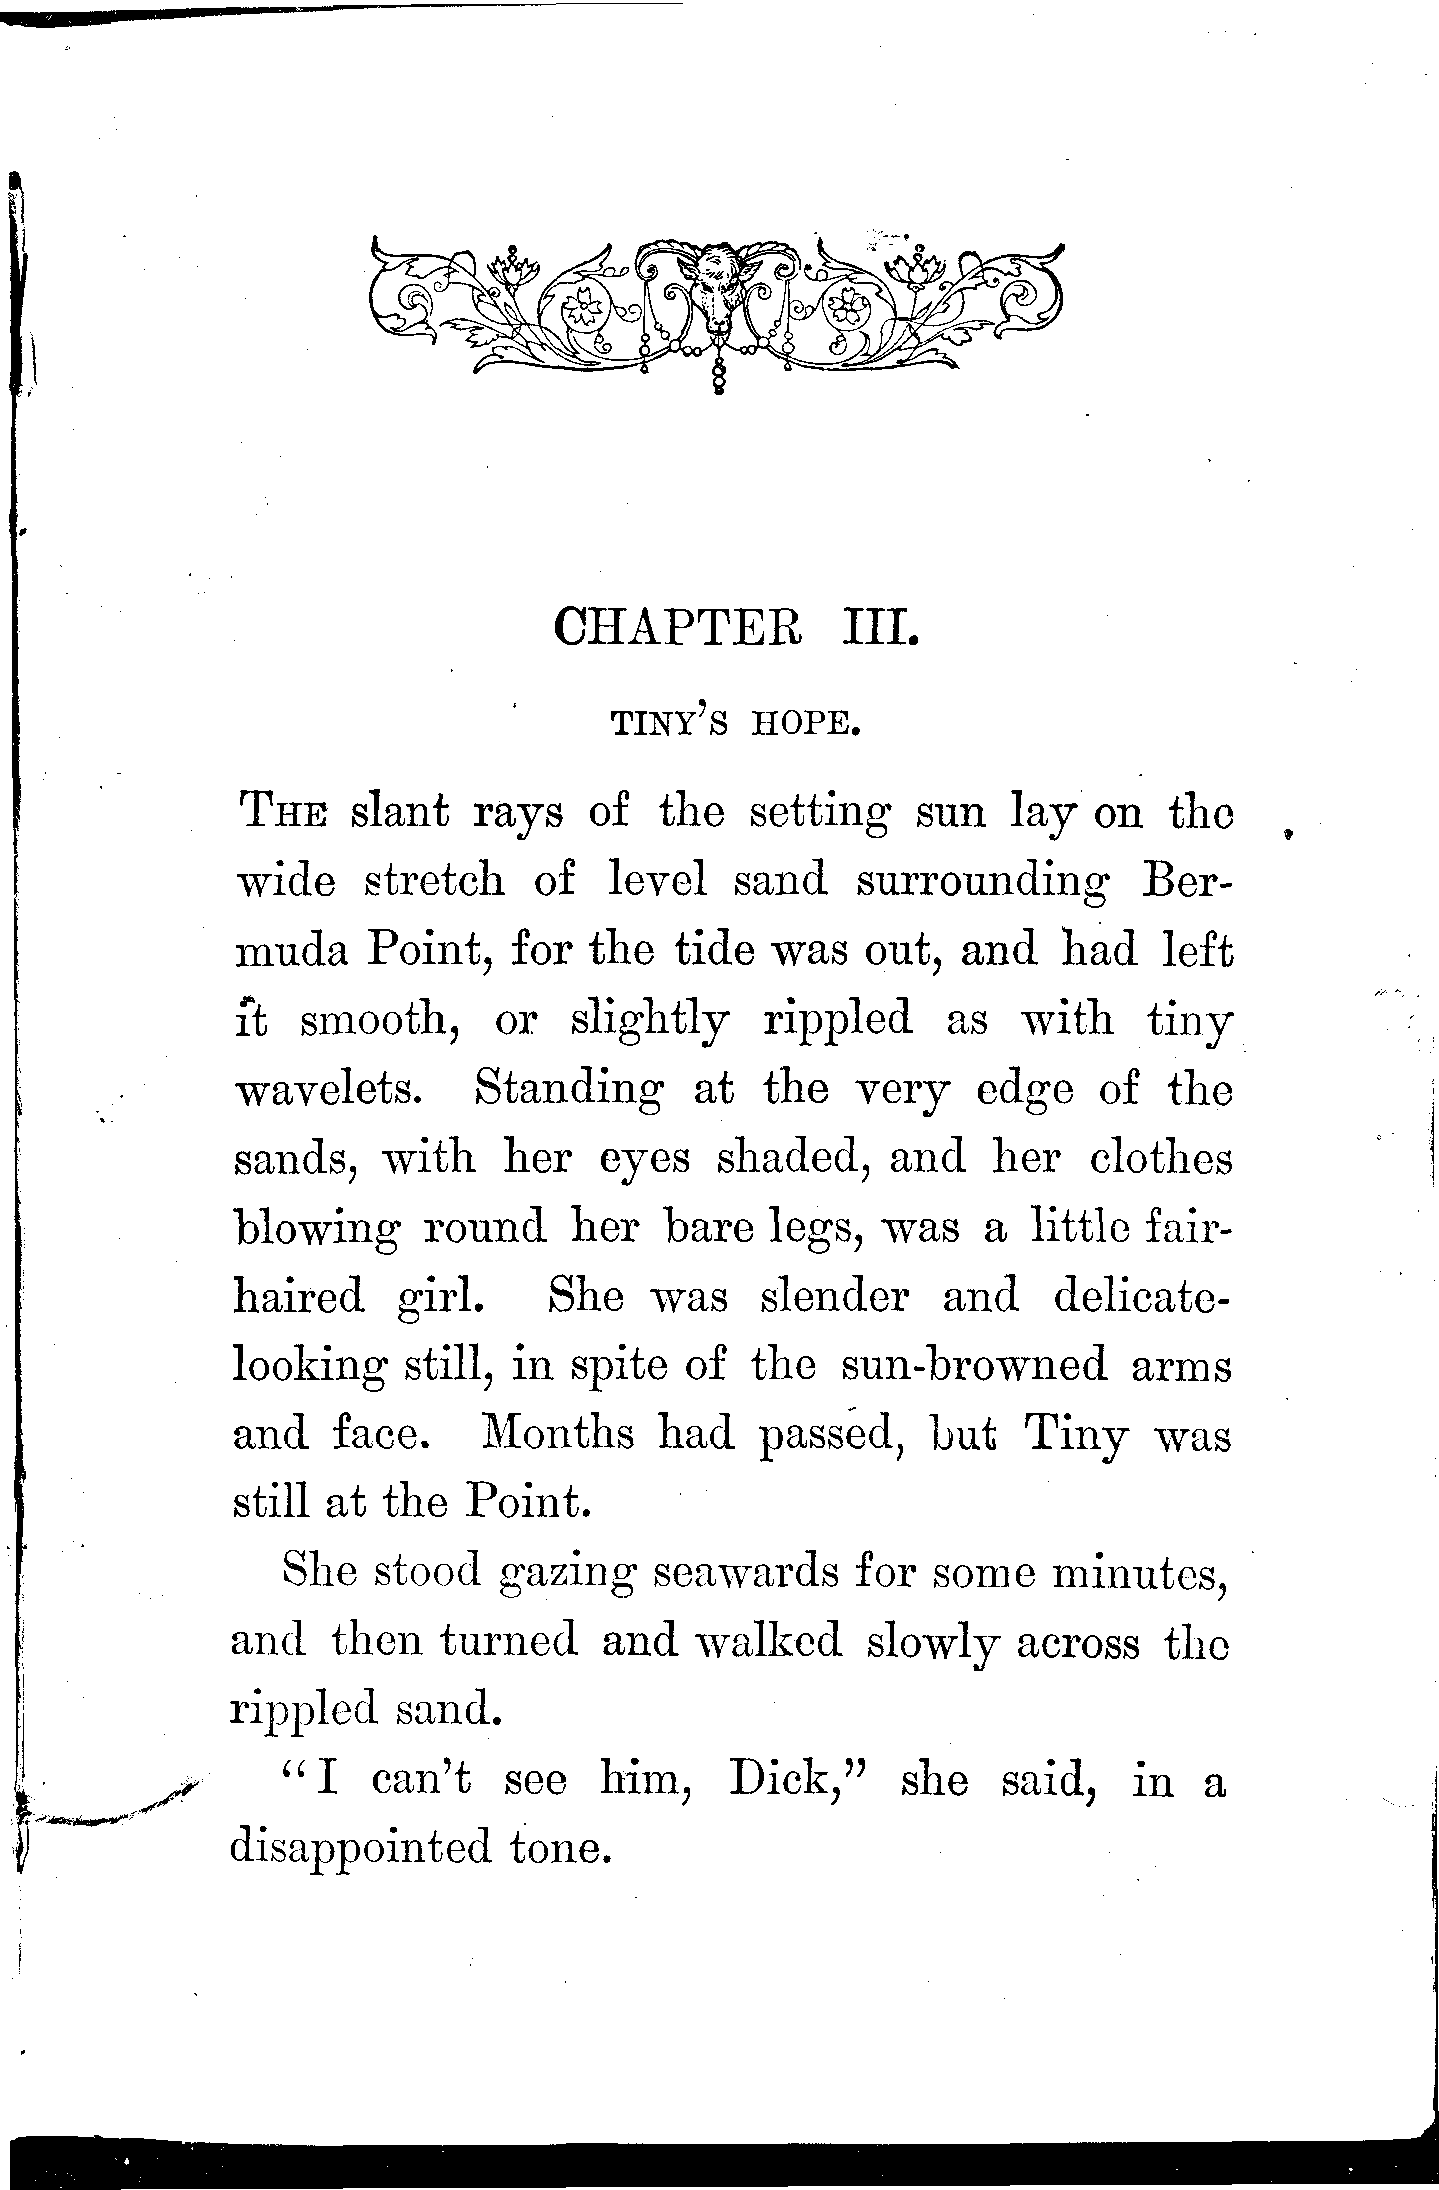 CHAPTER III.
TINY'S HOPE.
THE slant rays of the setting sun lay on the
wide stretch of level sand surrounding Ber-
muda Point, for the tide was out, and had left
it smooth, or slightly rippled as with tiny
wavelets. Standing at the very edge of the
sands, with her eyes shaded, and her clothes
blowing round her bare legs, was a little fair-
haired girl. She was slender and delicate-
looking still, in spite of the sun-browned arms
and face. Months had passed, but Tiny was
still at the Point.
She stood gazing seawards for some minutes,
and then turned and walked slowly across the
rippled sand.
"I can't see him, Dick," she said, in a
disappointed tone.